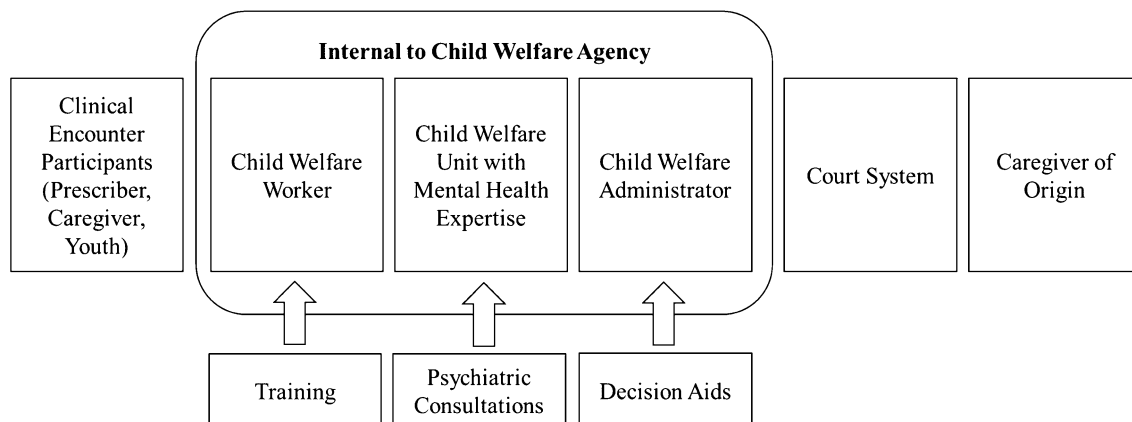 Internal to Child Welfare Agency
Clinical
Encounter
Participants
(Prescriber,
Caregiver,
Youth)
Child Welfare
Worker
Child Welfare
Unit with
Mental Health
Expertise
Child Welfare
Administrator
Court System
Caregiver of
Origin
Training
Psychiatric
Consultations
Decision Aids